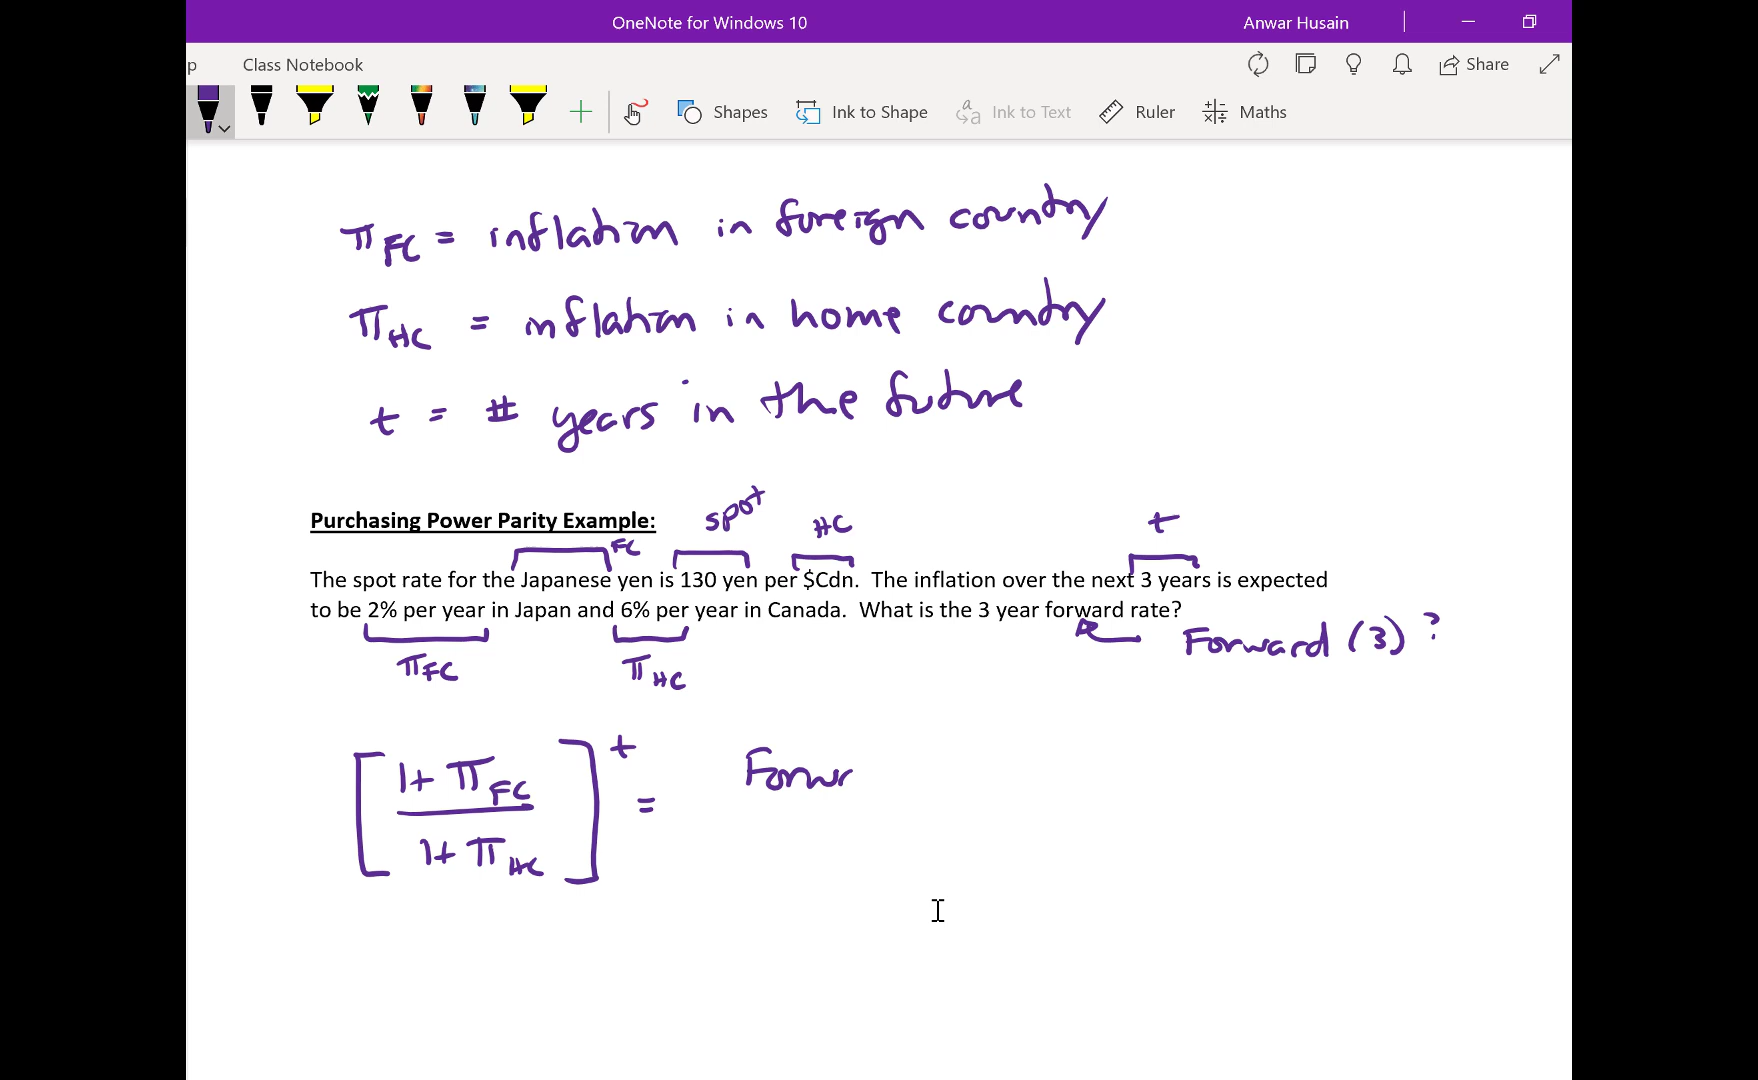 OneNote for Windows 10 Anwar Husain
p Class Notebook Share
Shapes Ink to Shape Ink to Text Ruler Maths
π FC = inflation in foreign country
π HC = inflation in home country
t = # years in the future
spot HC t
Purchasing Power Parity Example:
FC
The spot rate for the Japanese yen is 130 yen per $Cdn. The inflation over the next 3 years is expected
to be 2% per year in Japan and 6% per year in Canada. What is the 3 year forward rate?
Forward (3) ?
π FC π HC
[ 1 + π FC / 1 + π HC ] t = Forwr